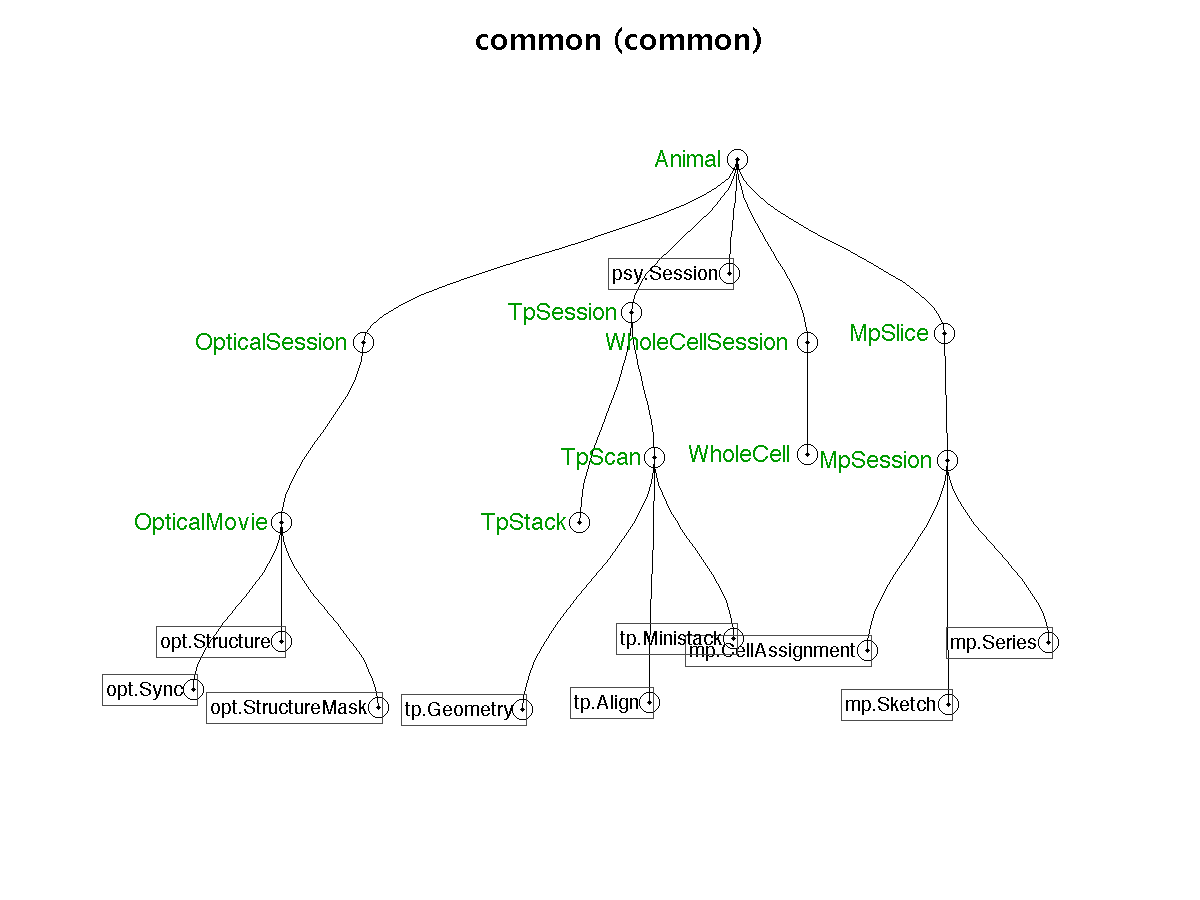 common (common)
Animal
psy.Session
TpSession
OpticalSession
WholeCellSession
MpSlice
TpScan
WholeCell
MpSession
OpticalMovie
TpStack
opt.Structure
tp.Ministack
mp.CellAssignment
mp.Series
opt.Sync
opt.StructureMask
tp.Geometry
tp.Align
mp.Sketch